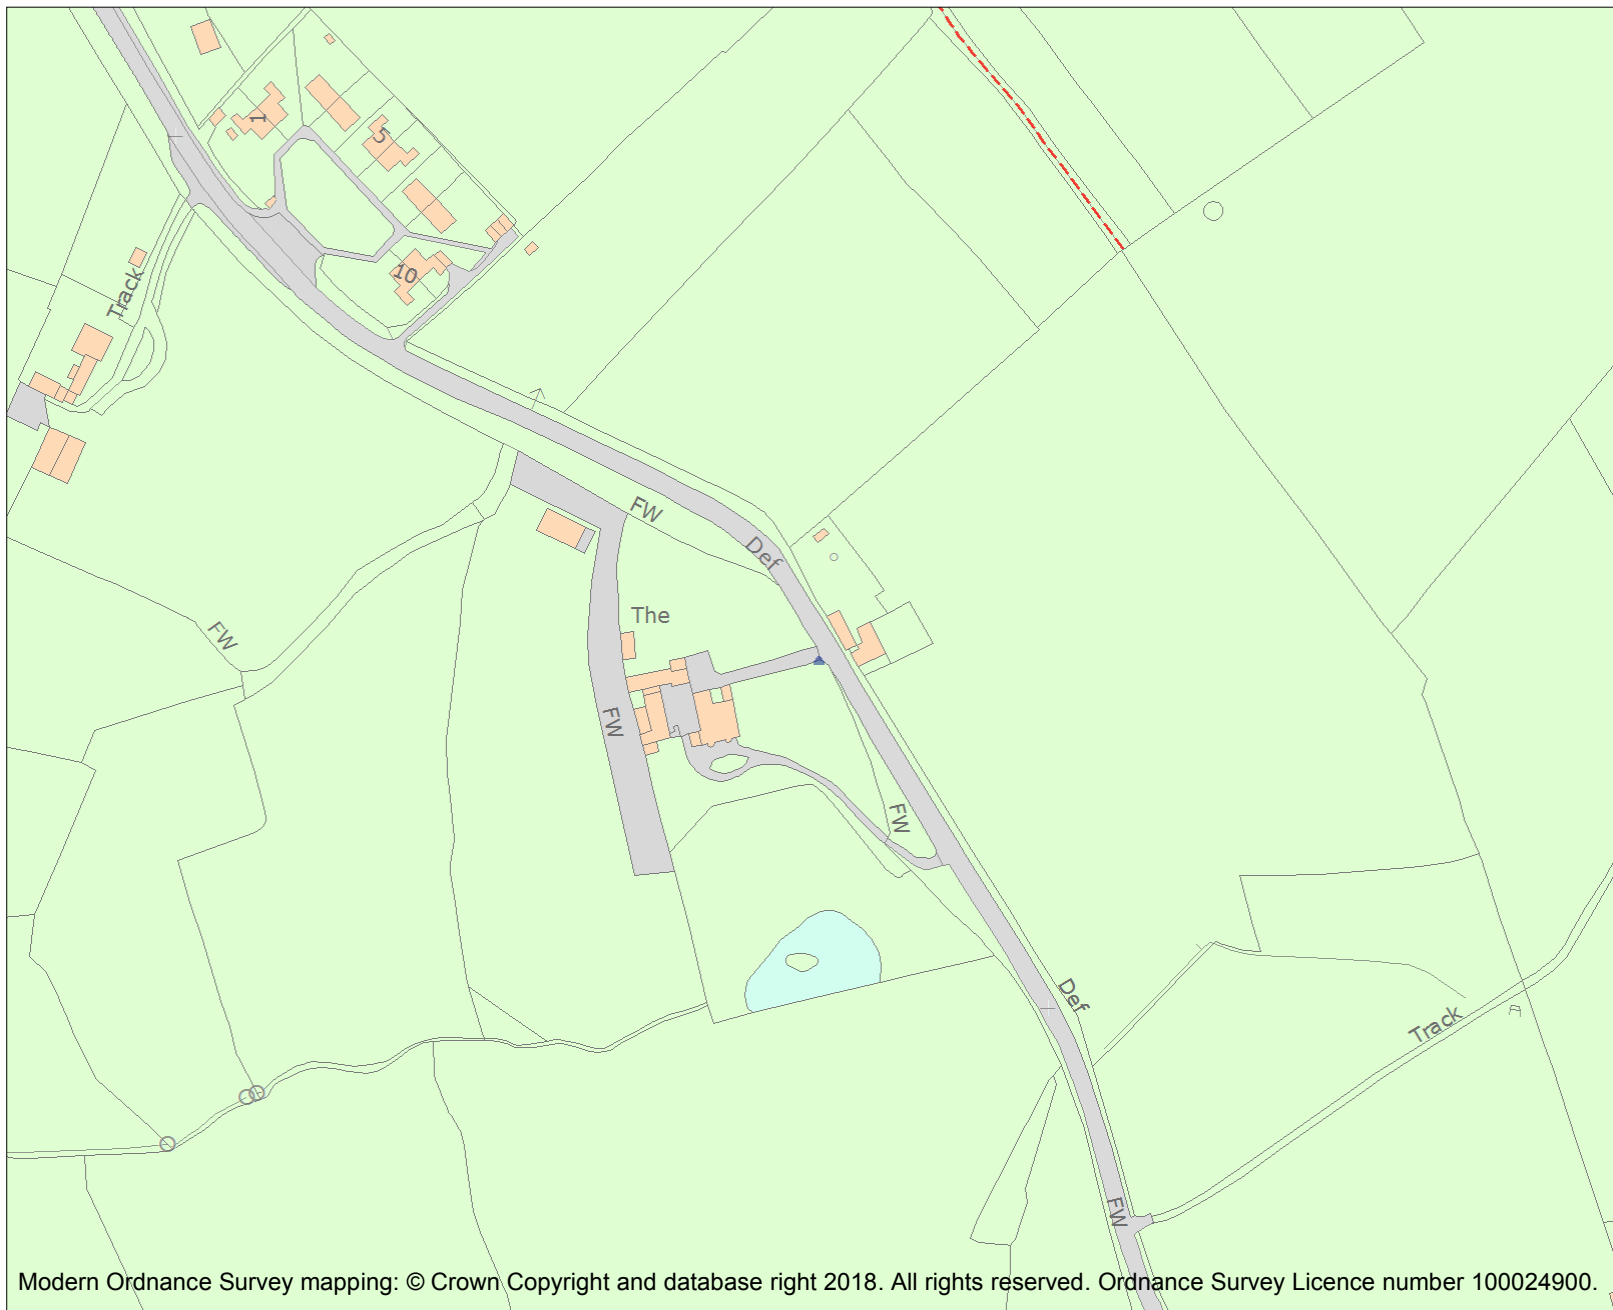 1
5
10
Track
FW
Def
The
FW
FW
FW
Def
Track
FW
Modern Ordnance Survey mapping: © Crown Copyright and database right 2018. All rights reserved. Ordnance Survey Licence number 100024900.